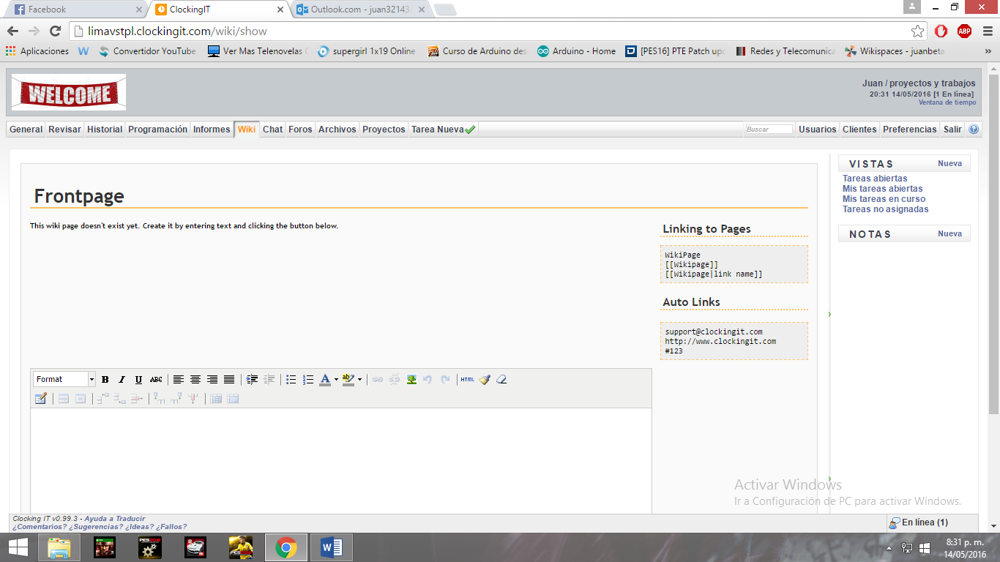 Facebook
ClockingIT
Outlook.com - juan32143
limavstpl.clockingit.com/wiki/show
ABP
Aplicaciones
W
Convertidor YouTube
Ver Mas Telenovelas
supergirl 1x19 Online
Curso de Arduino des
Arduino - Home
[PES16] PTE Patch upd
Redes y Telecomunica
Wikispaces - juanbeta
»
WELCOME
Juan / proyectos y trabajos
20:31 14/05/2016 [1 En línea]
Ventana de tiempo
General Revisar Historial Programación Informes Wiki Chat Foros Archivos Proyectos Tarea Nueva
Buscar
Usuarios Clientes Preferencias Salir
Frontpage
This wiki page doesn't exist yet. Create it by entering text and clicking the button below.
Linking to Pages
WikiPage
[[Wikipage]]
[[Wikipage|link name]]
Auto Links
support@clockingit.com
http://www.clockingit.com
#123
VISTAS Nueva
Tareas abiertas
Mis tareas abiertas
Mis tareas en curso
Tareas no asignadas
NOTAS Nueva
Format B I U ABC A ab HTML
Activar Windows
Ir a Configuración de PC para activar Windows.
Clocking IT v0.99.3 - Ayuda a Traducir
¿Comentarios? ¿Sugerencias? ¿Ideas? ¿Fallos?
En línea (1)
8:31 p. m.
14/05/2016